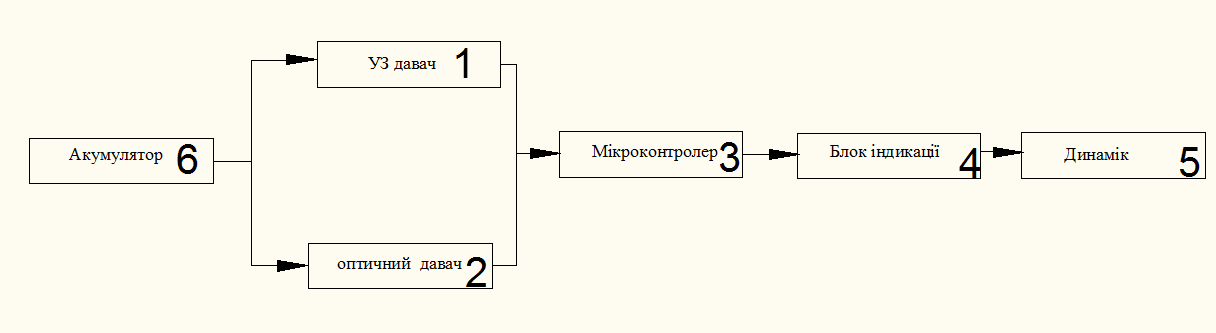 УЗ давач 1
Акумулятор 6
Мікроконтролер 3
Блок індикації 4
Динамік 5
оптичний давач 2